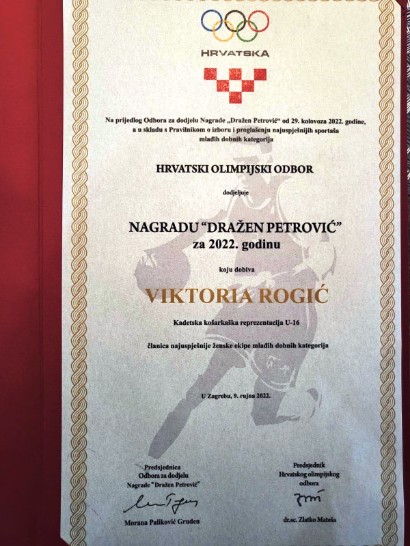 HRVATSKA
Na prijedlog Odbora za dodjelu Nagrade „Dražen Petrović“ od 29. kolovoza 2022. godine,
a u skladu s Pravilnikom o izboru i proglašenju najuspješnijih sportaša
mlađih dobnih kategorija
HRVATSKI OLIMPIJSKI ODBOR
dodjeljuje
NAGRADU “DRAŽEN PETROVIĆ”
za 2022. godinu
koju dobiva
VIKTORIA ROGIĆ
Kadetska košarkaška reprezentacija U-16
članica najuspješnije ženske ekipe mlađih dobnih kategorija
U Zagrebu, 9. rujna 2022.
Predsjednica
Odbora za dodjelu
Nagrade "Dražen Petrović"
Morana Paliković Gruden
Predsjednik
Hrvatskog olimpijskog
odbora
dr.sc. Zlatko Mateša